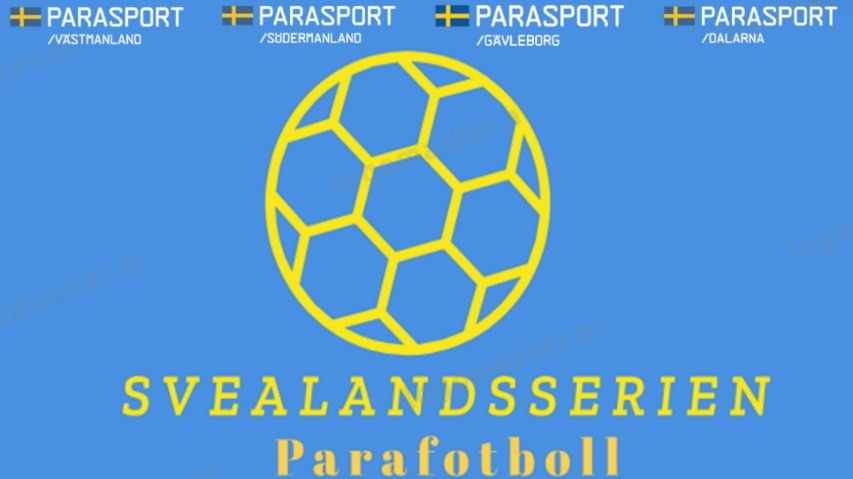 PARASPORT PARASPORT PARASPORT PARASPORT
/VÄSTMANLAND /SÖDERMANLAND /GÄVLEBORG /DALARNA
SVEALANDSSERIEN
Parafotboll